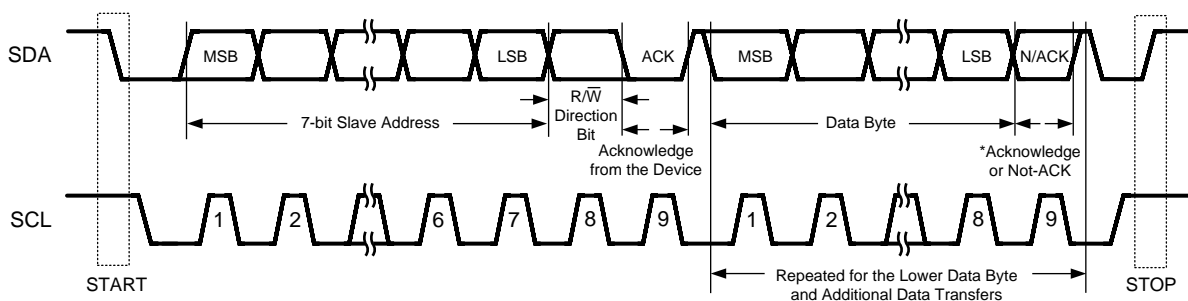 SDA
MSB
LSB
ACK
MSB
LSB
N/ACK
R/W̅
Direction
Bit
7-bit Slave Address
Data Byte
Acknowledge
from the Device
*Acknowledge
or Not-ACK
SCL
1
2
6
7
8
9
1
2
8
9
START
Repeated for the Lower Data Byte
and Additional Data Transfers
STOP